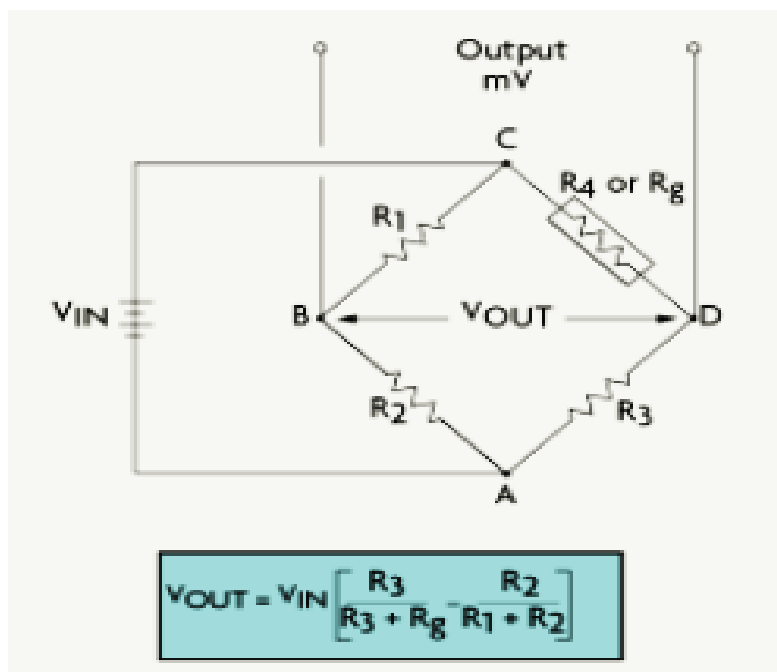 Output
mV
C
R4 or Rg
R1
VIN
B
VOUT
D
R2
R3
A
VOUT = VIN [ R3 / R3 + Rg - R2 / R1 + R2 ]